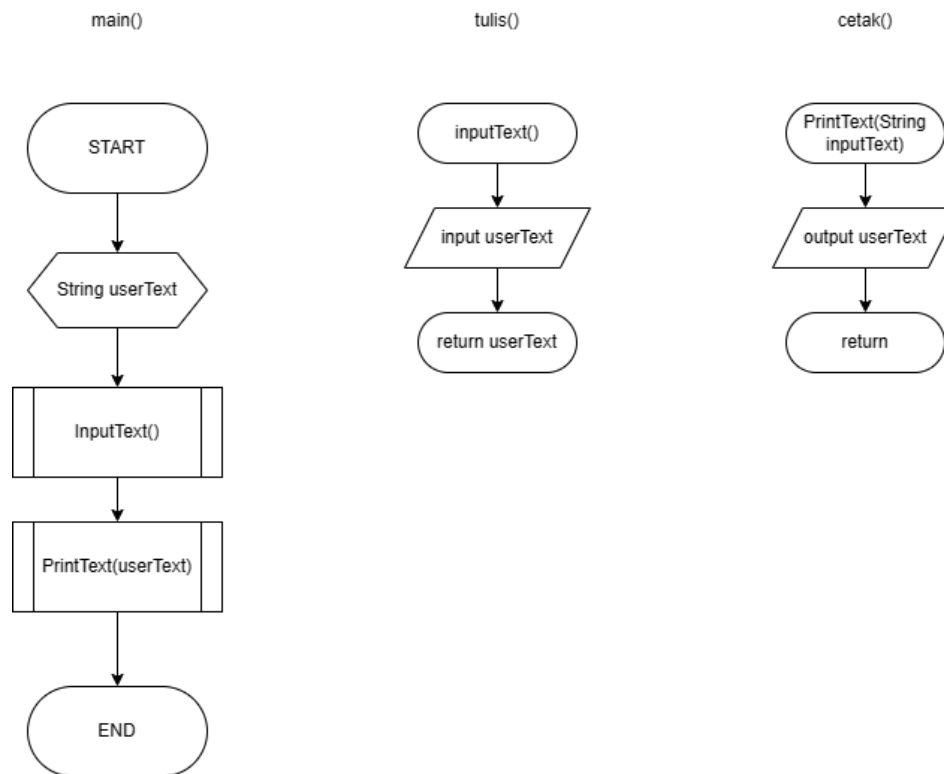 main()
START
String userText
InputText()
PrintText(userText)
END
tulis()
inputText()
input userText
return userText
cetak()
PrintText(String
inputText)
output userText
return